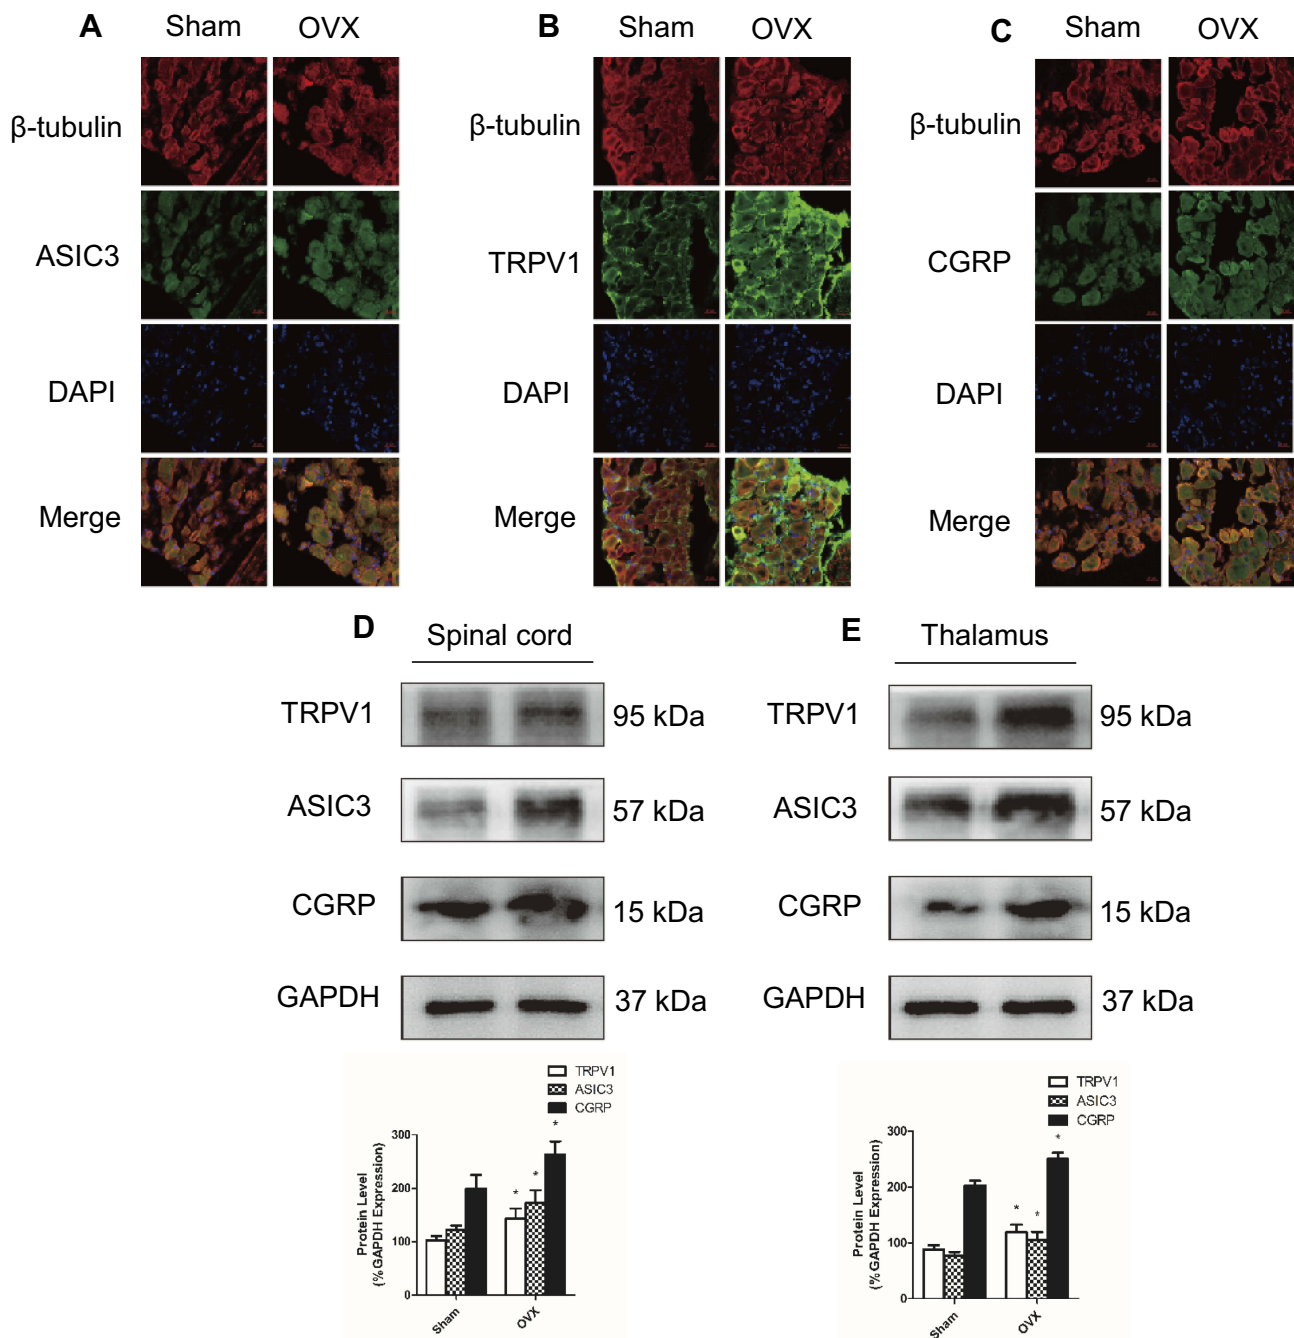 A Sham OVX
β-tubulin
ASIC3
DAPI
Merge
B Sham OVX
β-tubulin
TRPV1
DAPI
Merge
C Sham OVX
β-tubulin
CGRP
DAPI
Merge
D Spinal cord
TRPV1 95 kDa
ASIC3 57 kDa
CGRP 15 kDa
GAPDH 37 kDa
TRPV1
ASIC3
CGRP
Protein Level
(%GAPDH Expression)
300
200
100
0
* * *
Sham OVX
E Thalamus
TRPV1 95 kDa
ASIC3 57 kDa
CGRP 15 kDa
GAPDH 37 kDa
TRPV1
ASIC3
CGRP
Protein Level
(%GAPDH Expression)
300
200
100
0
* * *
Sham OVX